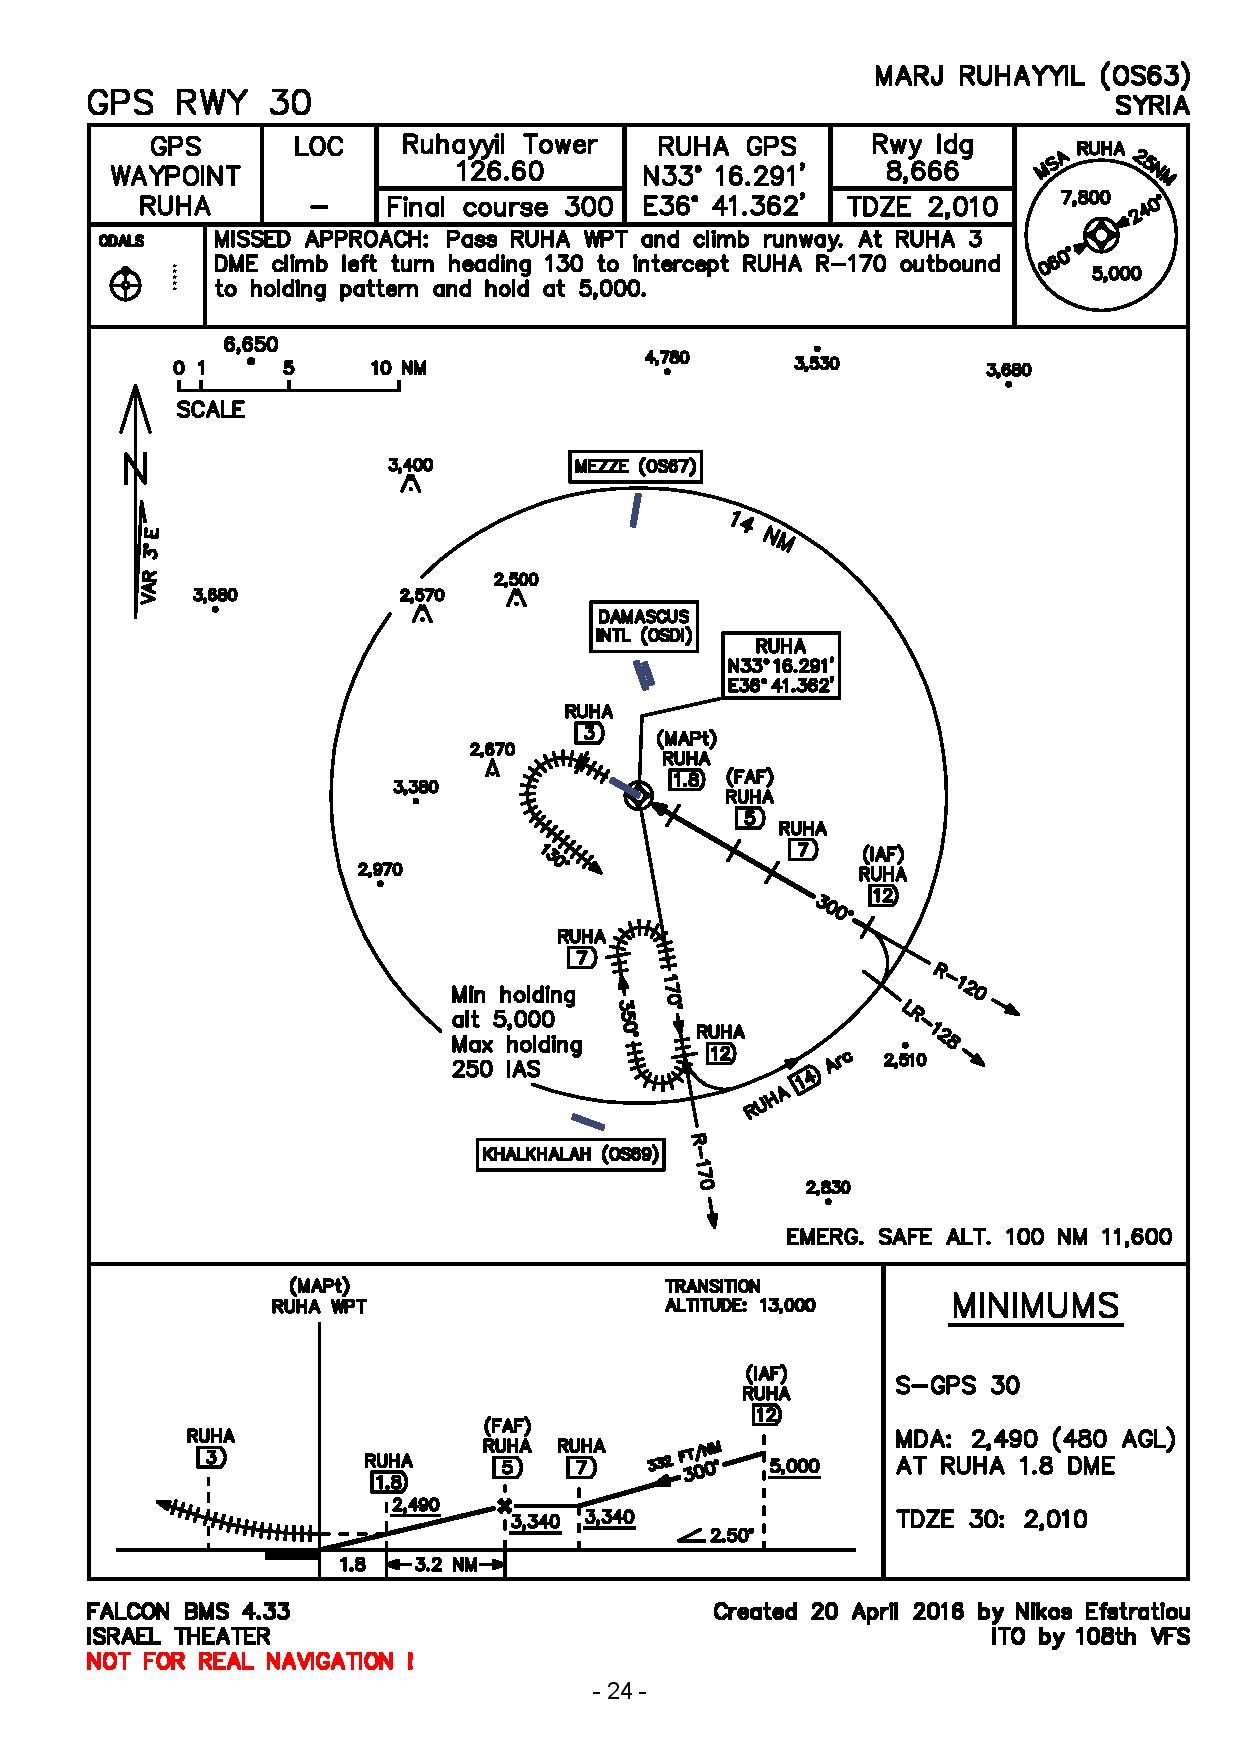 MARJ RUHAYYIL (OS63)
GPS RWY 30
SYRIA
GPS
WAYPOINT
RUHA
LOC
-
Ruhayyil Tower
126.60
Final course 300
RUHA GPS
N33° 16.291'
E36° 41.362'
Rwy ldg
8,666
TDZE 2,010
MSA RUHA 25NM
7,800
240°
060°
5,000
ODALS
MISSED APPROACH: Pass RUHA WPT and climb runway. At RUHA 3
DME climb left turn heading 130 to intercept RUHA R-170 outbound
to holding pattern and hold at 5,000.
6,650
0 1 5 10 NM
SCALE
4,780
3,530
3,680
N
VAR 3° E
3,400
MEZZE (OS67)
14 NM
3,680
2,670
2,500
DAMASCUS
INTL (OSDI)
RUHA
N33°16.291'
E36°41.362'
RUHA
3
2,670
(MAPt)
RUHA
1.8
(FAF)
RUHA
5
3,380
RUHA
7
130°
(IAF)
RUHA
12
2,970
300°
RUHA
7
R-120
Min holding
alt 5,000
Max holding
250 IAS
350°
170°
LR-128
RUHA
12
2,510
RUHA 14 Arc
KHALKHALAH (OS69)
R-170
2,830
EMERG. SAFE ALT. 100 NM 11,600
(MAPt)
RUHA WPT
TRANSITION
ALTITUDE: 13,000
MINIMUMS
(IAF)
RUHA
12
S-GPS 30
RUHA
3
RUHA
1.8
(FAF)
RUHA
5
RUHA
7
332 FT/NM
300°
5,000
MDA: 2,490 (480 AGL)
AT RUHA 1.8 DME
2,490
3,340
3,340
2.50°
TDZE 30: 2,010
1.8
3.2 NM
FALCON BMS 4.33
Created 20 April 2016 by Nikos Efstratiou
ISRAEL THEATER
ITO by 108th VFS
NOT FOR REAL NAVIGATION !
- 24 -